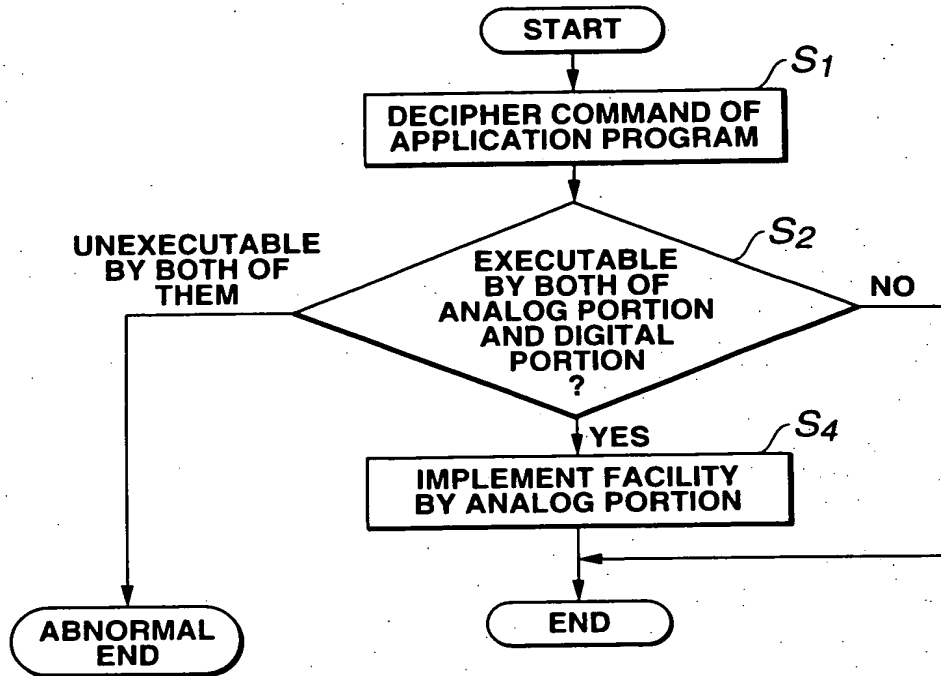 START
S1
DECIPHER COMMAND OF
APPLICATION PROGRAM
UNEXECUTABLE
BY BOTH OF
THEM
S2
EXECUTABLE
BY BOTH OF
ANALOG PORTION
AND DIGITAL
PORTION
?
NO
YES
S4
IMPLEMENT FACILITY
BY ANALOG PORTION
ABNORMAL
END
END